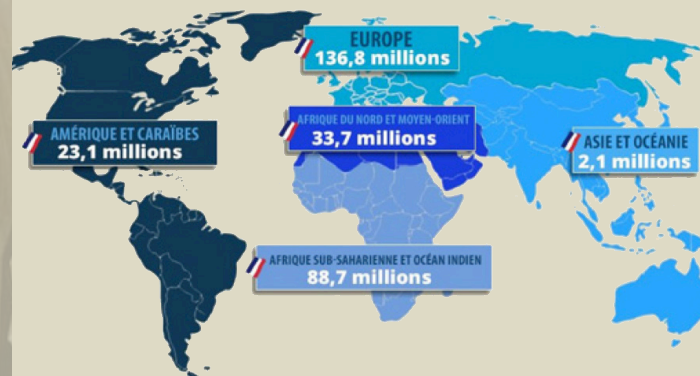 EUROPE
136,8 millions
AMÉRIQUE ET CARAÏBES
23,1 millions
AFRIQUE DU NORD ET MOYEN-ORIENT
33,7 millions
ASIE ET OCÉANIE
2,1 millions
AFRIQUE SUB-SAHARIENNE ET OCÉAN INDIEN
88,7 millions